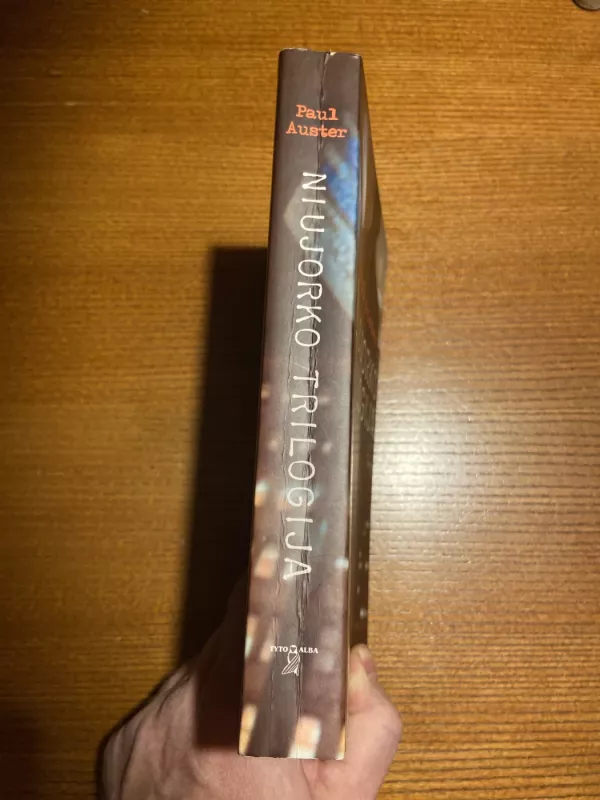 Paul
Auster
NIUJORKO TRILOGIJA
TYTO ALBA